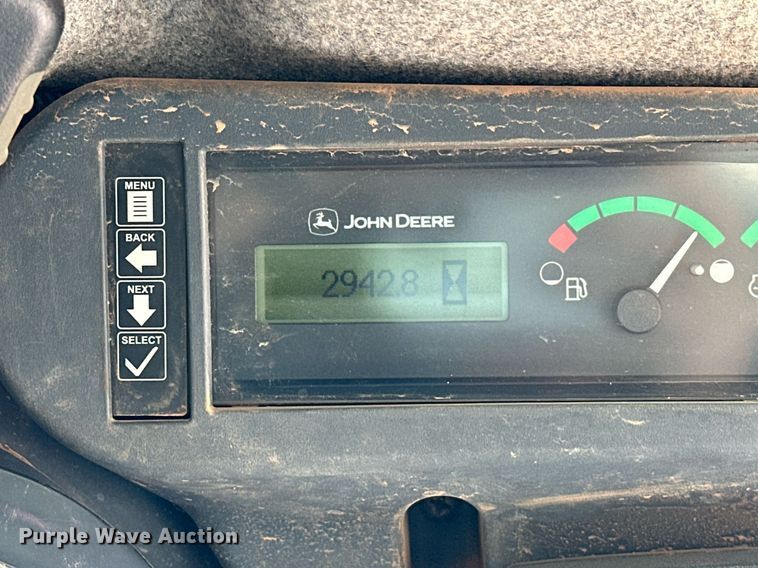 MENU
BACK
NEXT
SELECT
JOHN DEERE
2942.8
Purple Wave Auction